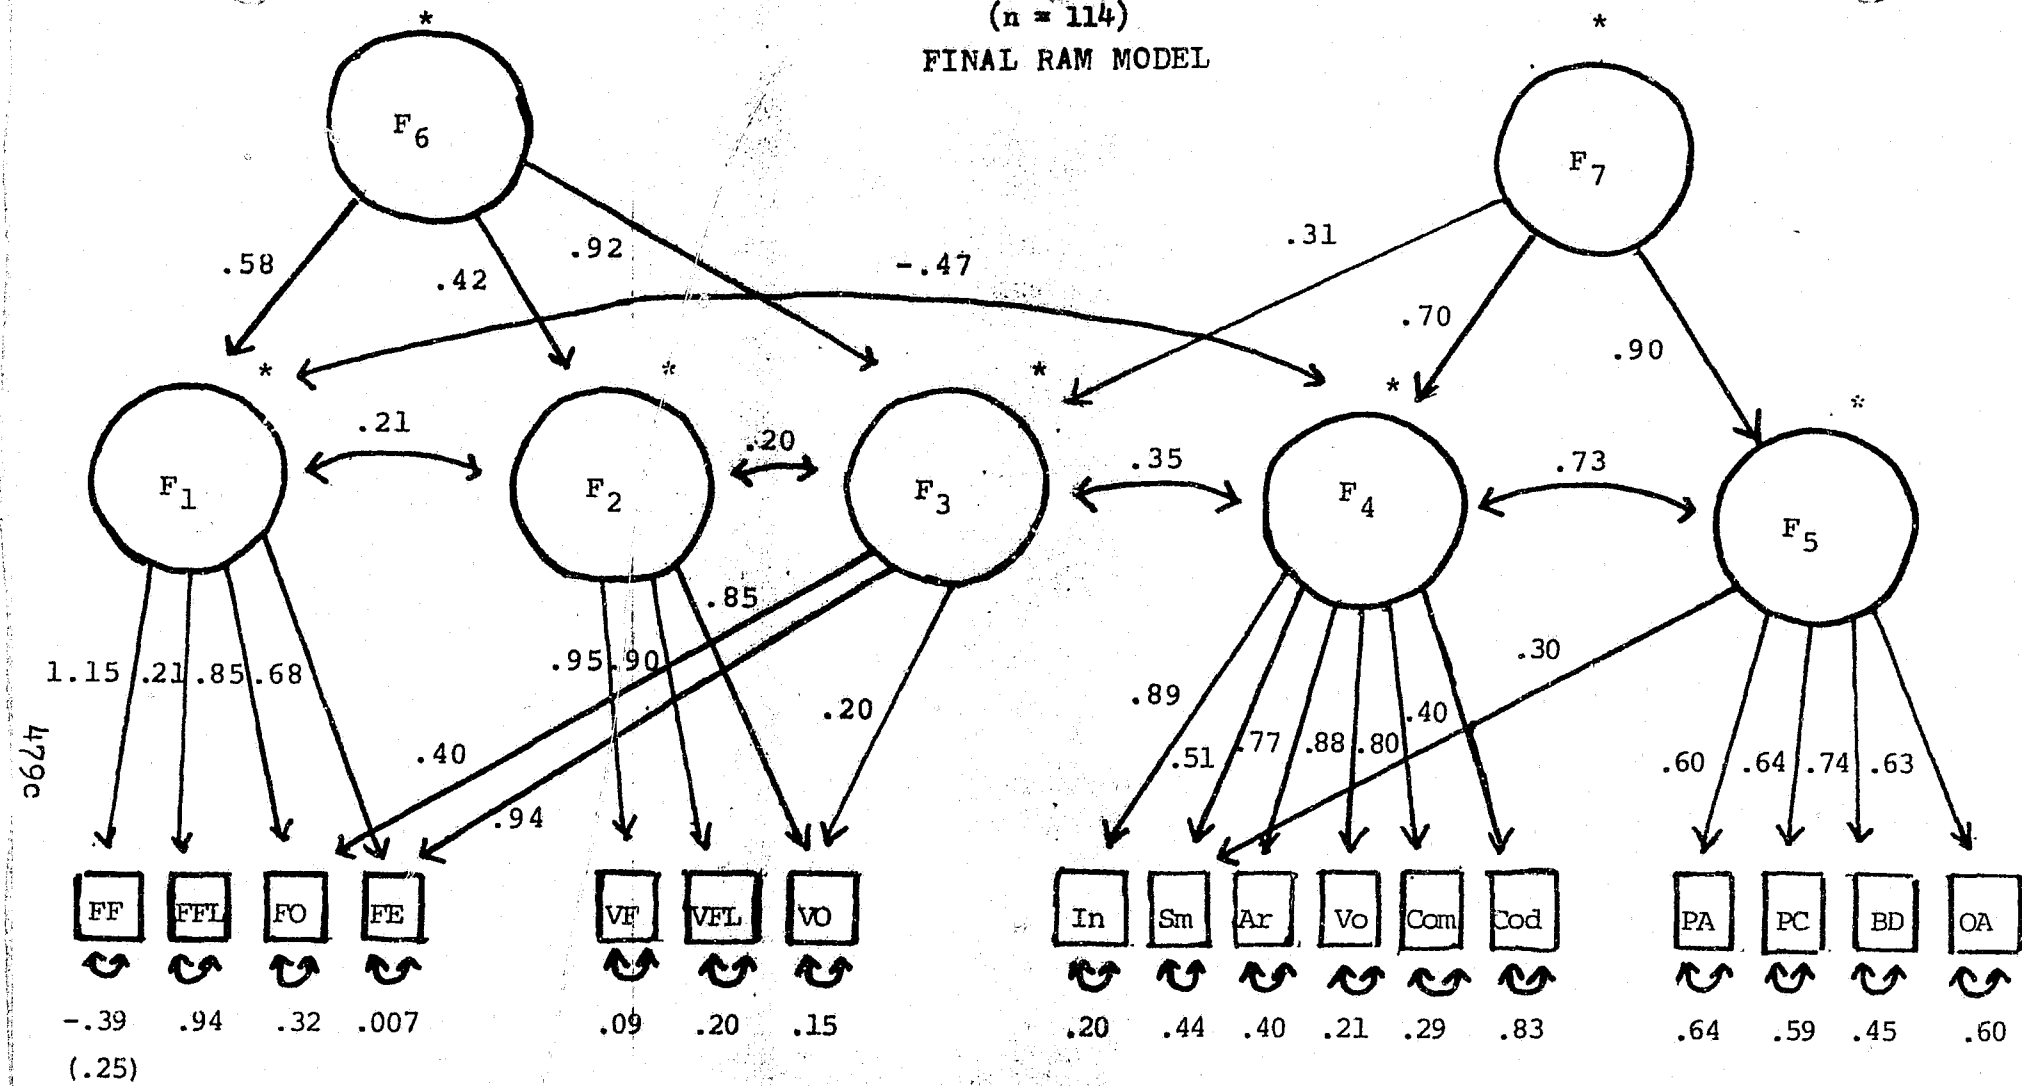 * (n = 114) *
FINAL RAM MODEL
F6
F7
.58 .42 .92 -.47 .31 .70 .90
* * * * *
.21 .20 .35 .73
F1 F2 F3 F4 F5
1.15 .21 .85 .68 .95 .90 .85 .20 .89 .51 .77 .88 .80 .40 .30 .60 .64 .74 .63
.40 .94
479c
FF FFL FO FE VF VFL VO In Sm Ar Vo Com Cod PA PC BD OA
-.39 .94 .32 .007 .09 .20 .15 .20 .44 .40 .21 .29 .83 .64 .59 .45 .60
(.25)